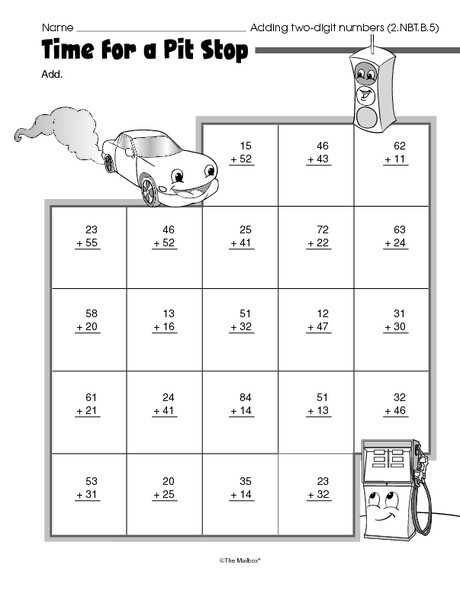 Name Adding two-digit numbers (2.NBT.B.5)
Time for a Pit Stop
Add.
15 46 62
+ 52 + 43 + 11
23 46 25 72 63
+ 55 + 52 + 41 + 22 + 24
58 13 51 12 31
+ 20 + 16 + 32 + 47 + 30
61 24 84 51 32
+ 21 + 41 + 14 + 13 + 46
53 20 35 23
+ 31 + 25 + 14 + 32
©The Mailbox®